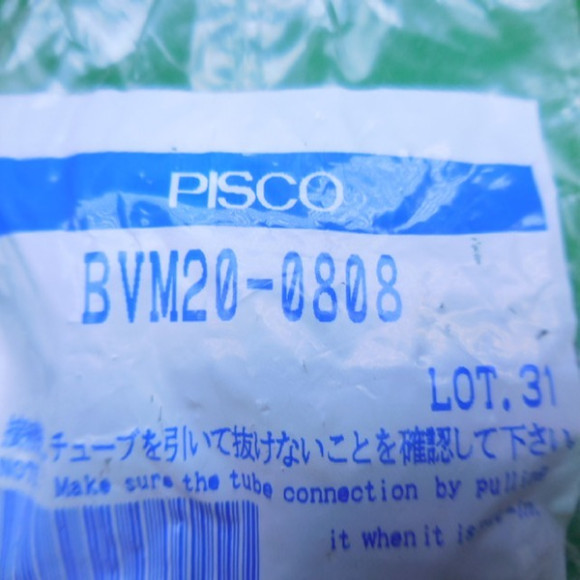 PISCO
BVM20-0808
LOT.31
チューブを引いて抜けないことを確認して下さい
Make sure the tube connection by pulling
it when it is